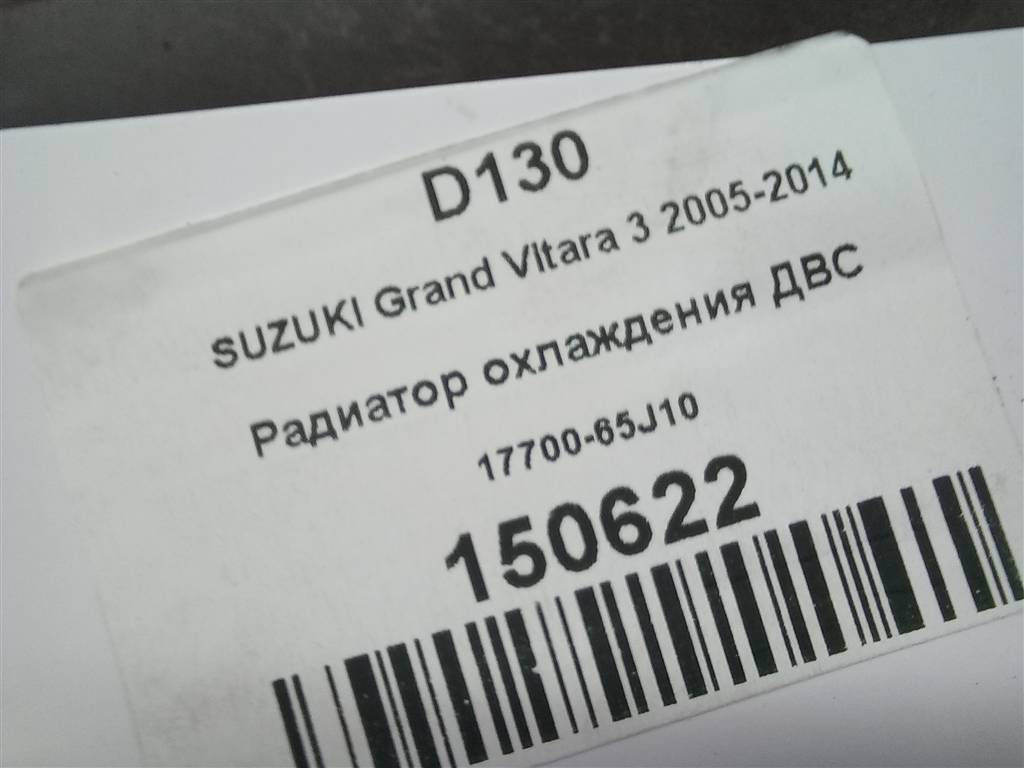 D130
SUZUKI Grand VItara 3 2005-2014
Радиатор охлаждения ДВС
17700-65J10
150622